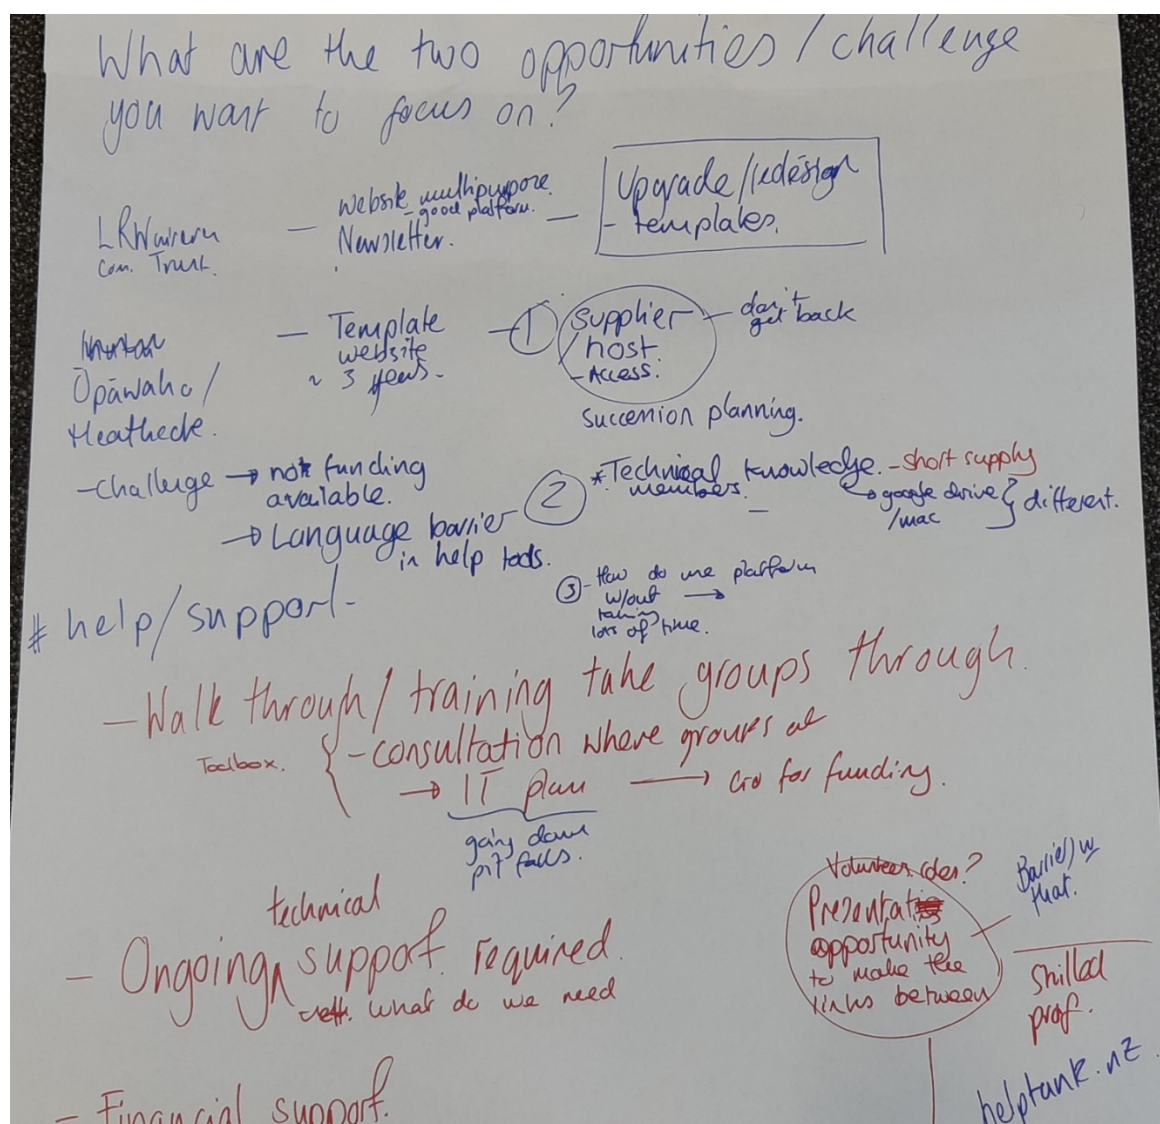 What are the two opportunities / challenge
you want to focus on?
LRWairewa
Com. Trust.
— Website multipurpose.
- good platform.
Newsletter.
— Upgrade / redesign
- templates.
Ōpāwaho /
Heathecte.
— Template
website
~ 3 years.
— 1 Supplier
/ host.
- Access.
— don't
get back
Succession planning.
- Challenge → not funding
available.
→ Language barrier
in help tools.
2 * Technical knowledge. - short supply
members.
→ google drive
/mac } different.
3 - How do we platform
w/out →
taking
lots of time.
# help/support -
- Walk through / training take groups through.
Toolbox. { - consultation where groups at
→ IT plan → Go for funding.
going down
pit falls.
technical
- Ongoing support required.
what do we need
- Financial support.
Volunteer roles?
opportunity
to make the
links between
Barriers w
that.
Skilled
prof.
helptank.nz